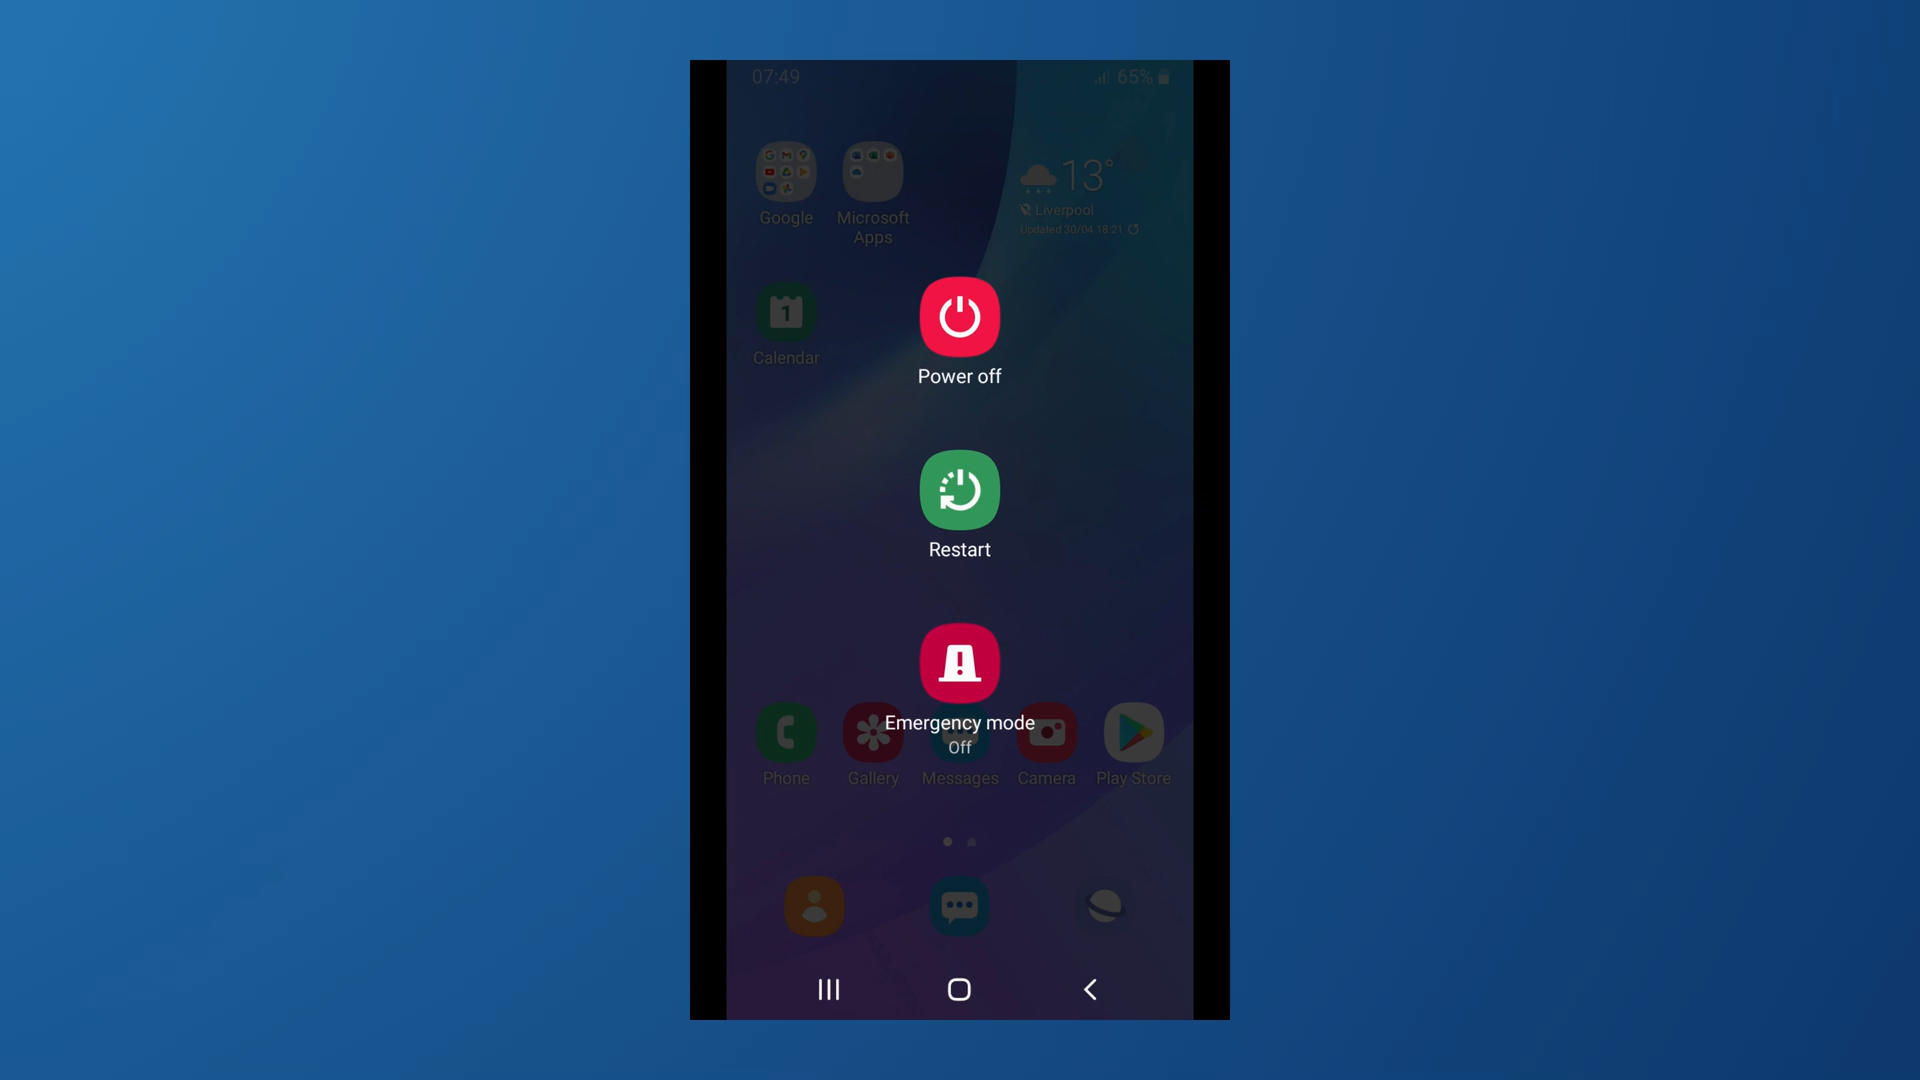 07:49
65%
Google
Microsoft
Apps
13°
Liverpool
Updated 30/04 18:21
1
Calendar
Power off
Restart
Emergency mode
Off
Phone
Gallery
Messages
Camera
Play Store